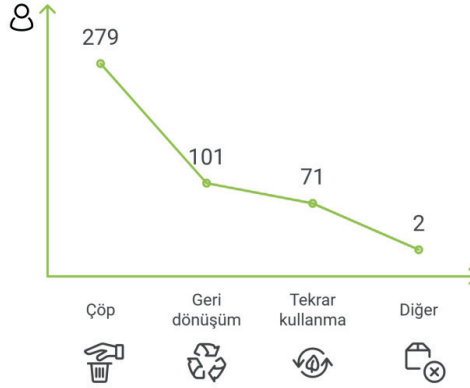 279
101
71
2
Çöp
Geri
dönüşüm
Tekrar
kullanma
Diğer